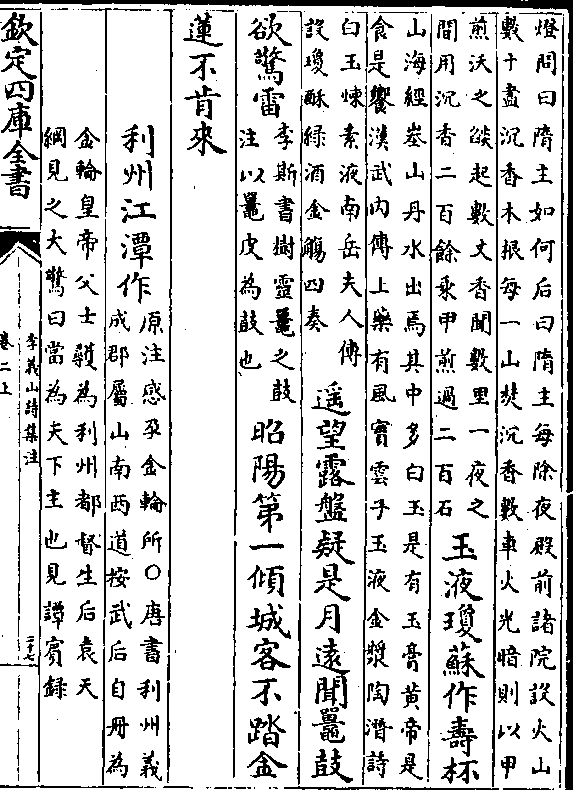 燈問曰隋主如何后曰隋主每除夜殿前諸院設火山
數十盡沉香木根每一山焚沉香數車火光暗則以甲
煎沃之燄起數丈香聞數里一夜之
間用沉香二百餘乘甲煎過二百石
玉液瓊蘇作壽杯
山海經峚山丹水出焉其中多白玉是有玉膏黄帝是
食是饗漢武内傳上藥有風實雲子玉液金漿陶潛詩
白玉凍素液南岳夫人傳
設瓊酥緑酒金觴四奏
遥望露盤疑是月遠聞鼉鼓
欲驚雷
李斯書樹靈鼉之鼓
注以鼉皮為鼓也
昭陽第一傾城客不踏金
蓮不肯來
利州江潭作
原注感孕金輪所〇唐書利州義
成郡屬山南西道按武后自册為
金輪皇帝父士彠為利州都督生后袁天
綱見之大驚曰當為天下主也見譚賓録
欽定四庫全書
李義山詩集注
卷二上
二十七